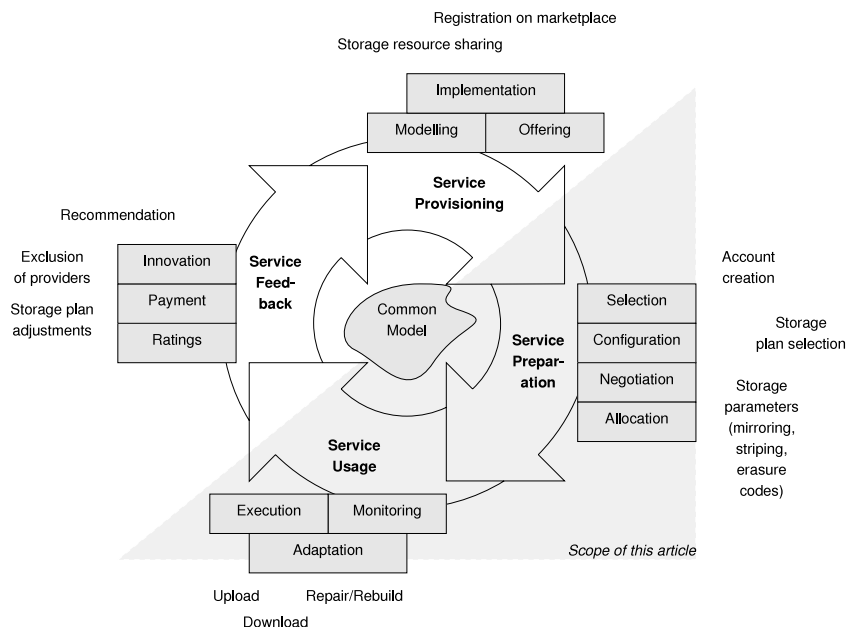 Registration on marketplace
Storage resource sharing
Implementation
Modelling
Offering
Service
Provisioning
Recommendation
Exclusion
of providers
Storage plan
adjustments
Innovation
Payment
Ratings
Service
Feed-
back
Common
Model
Service
Prepar-
ation
Selection
Configuration
Negotiation
Allocation
Account
creation
Storage
plan selection
Storage
parameters
(mirroring,
striping,
erasure
codes)
Service
Usage
Execution
Monitoring
Adaptation
Scope of this article
Upload
Repair/Rebuild
Download